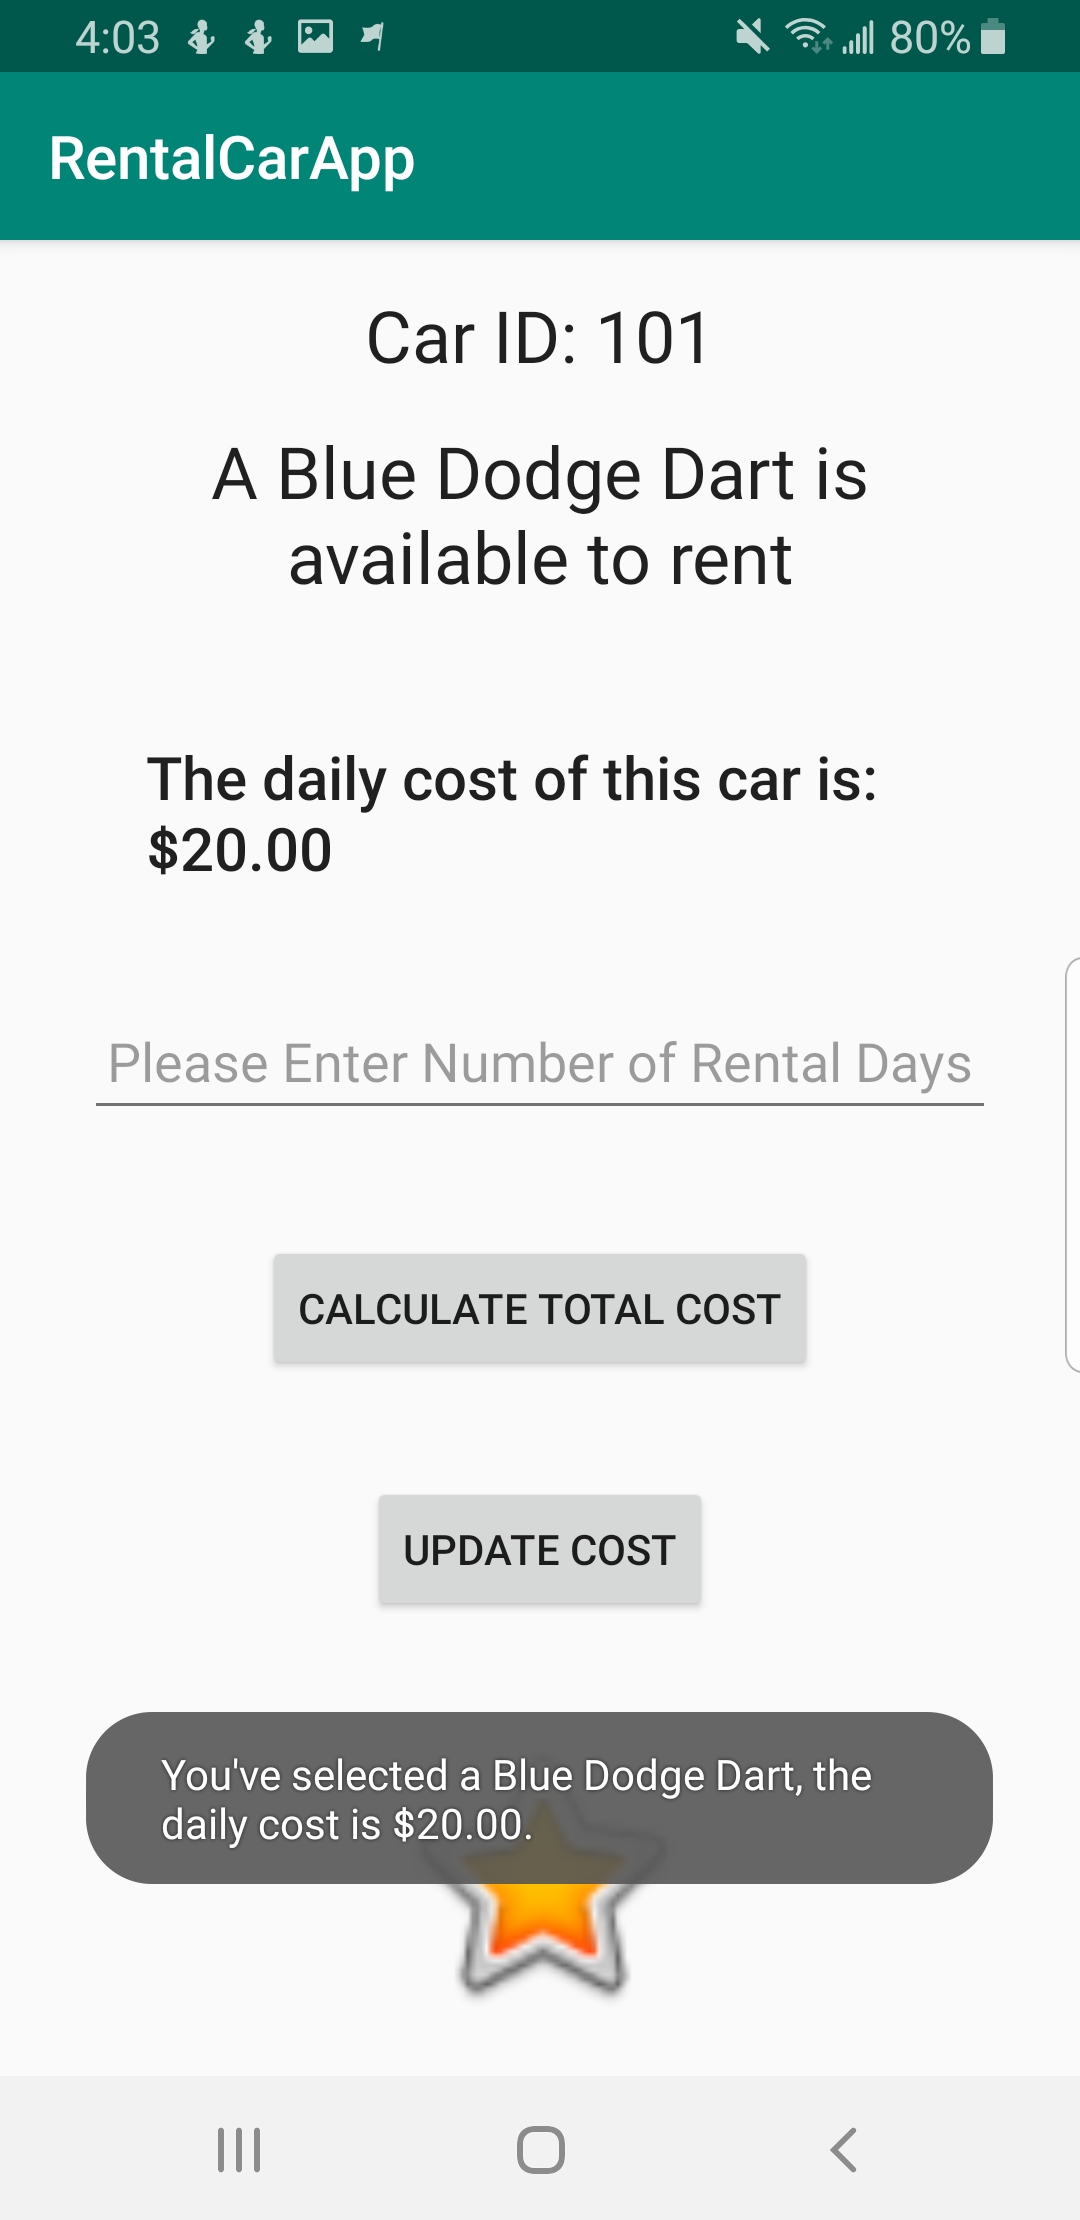 4:03
80%
RentalCarApp
Car ID: 101
A Blue Dodge Dart is
available to rent
The daily cost of this car is:
$20.00
Please Enter Number of Rental Days
CALCULATE TOTAL COST
UPDATE COST
You've selected a Blue Dodge Dart, the
daily cost is $20.00.